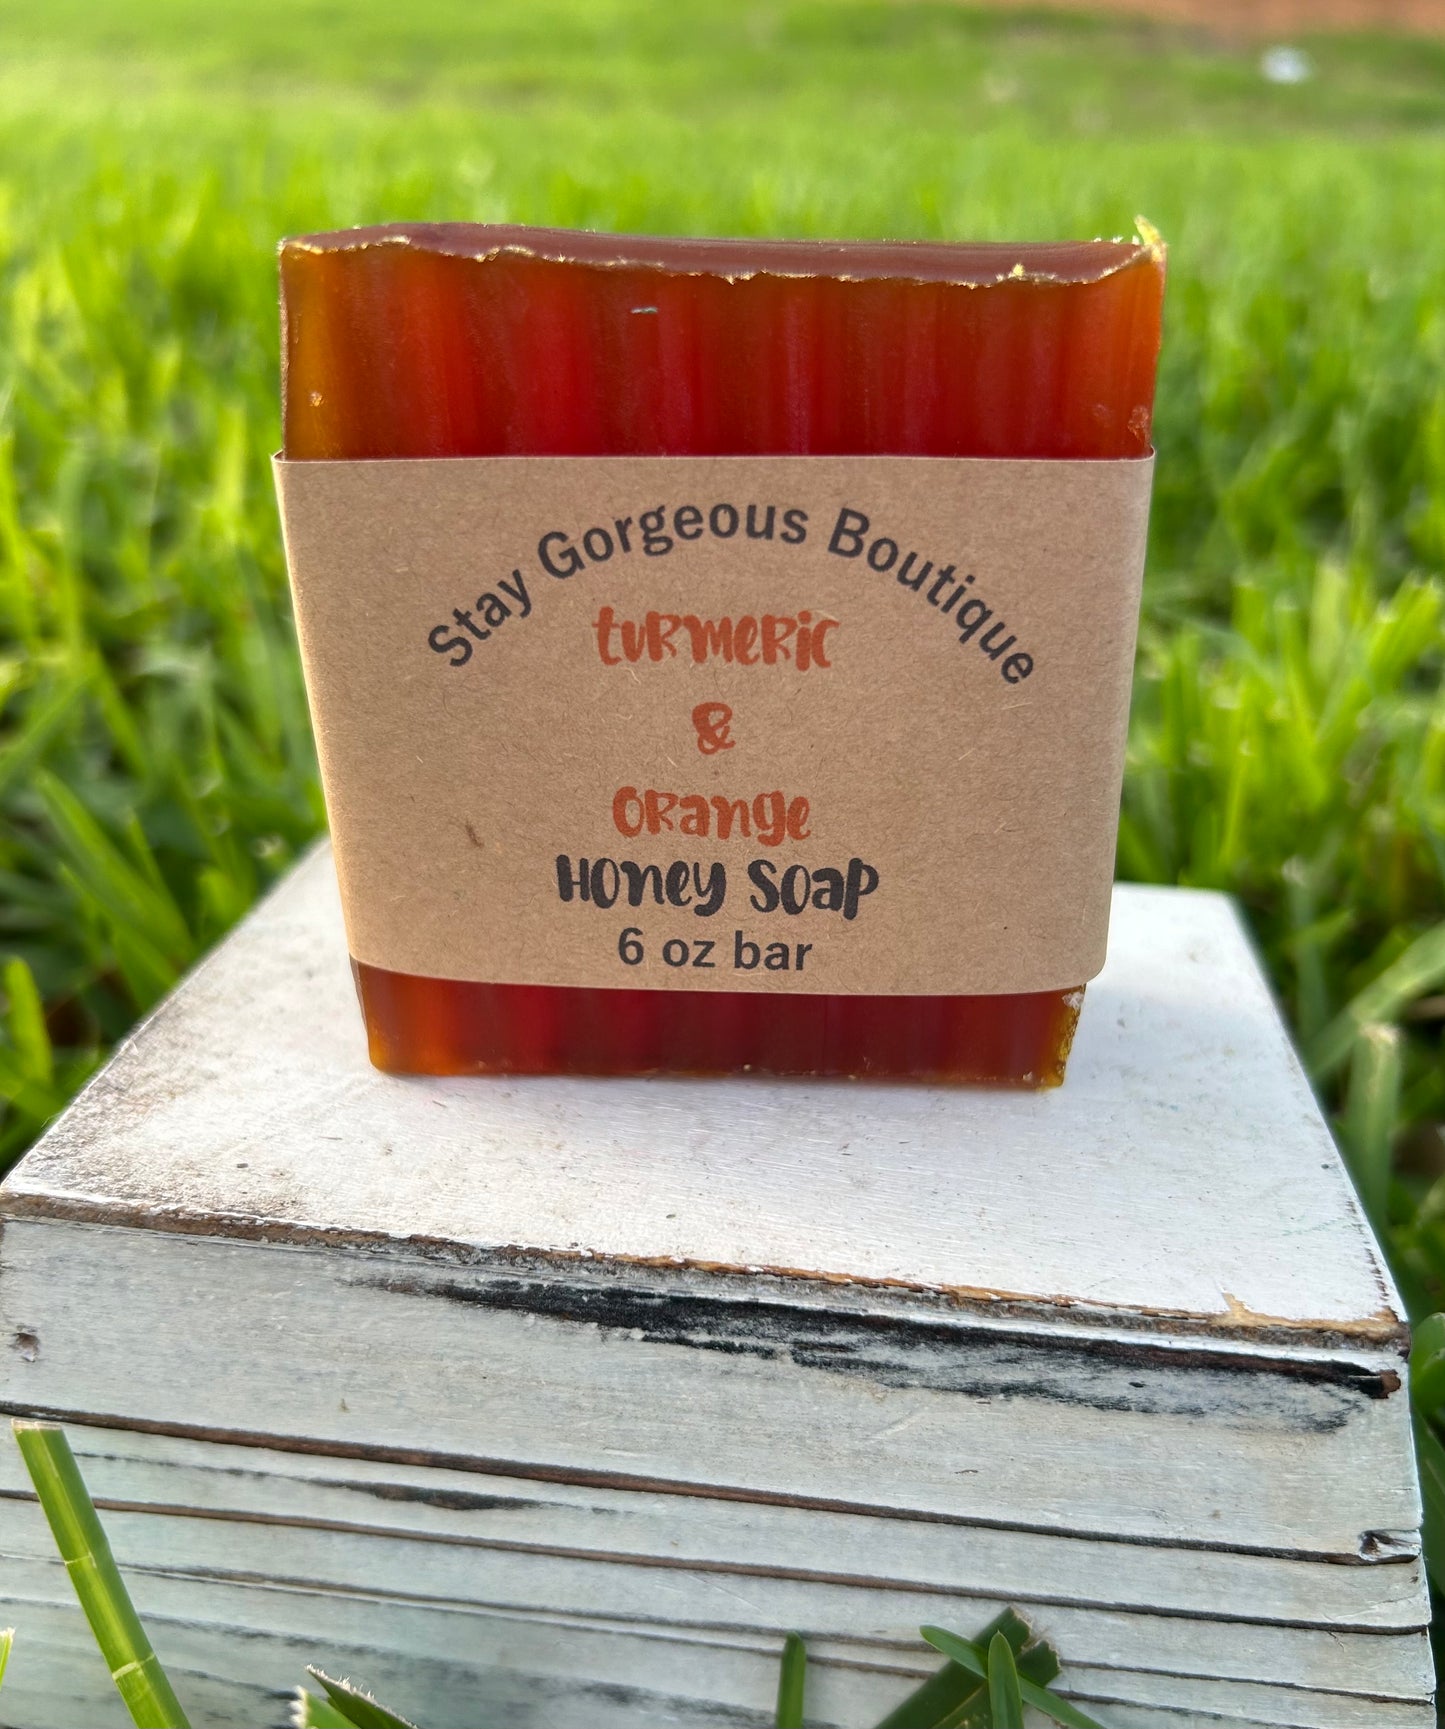 Stay Gorgeous Boutique
turmeric
&
orange
Honey Soap
6 oz bar